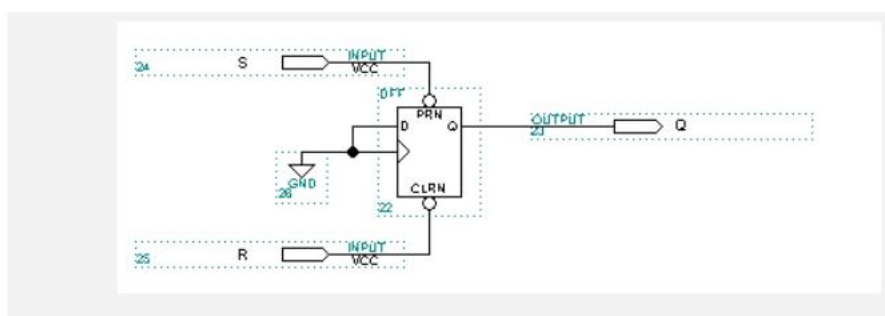 24 S INPUT
VCC
DFF
PRN
D Q
OUTPUT
23 Q
GND
26
CLRN
22
25 R INPUT
VCC